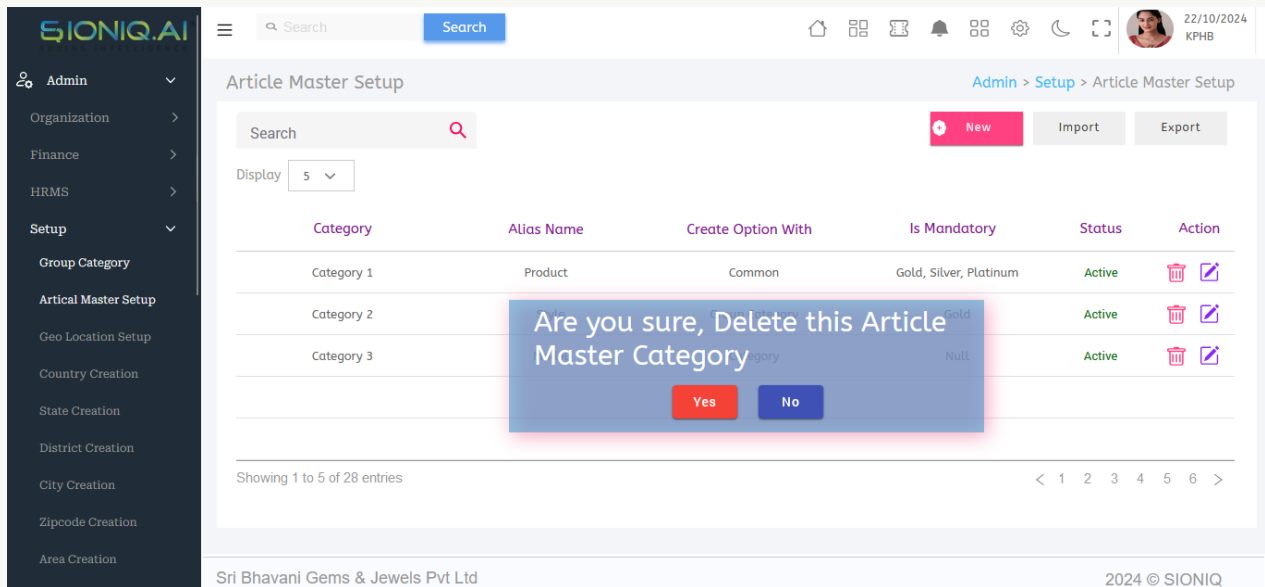 SIONIQ.AI
Search
Search
22/10/2024
KPHB
Admin
Organization
Finance
HRMS
Setup
Group Category
Artical Master Setup
Geo Location Setup
Country Creation
State Creation
District Creation
City Creation
Zipcode Creation
Area Creation
Article Master Setup
Admin > Setup > Article Master Setup
Search
New
Import
Export
Display 5
Category Alias Name Create Option With Is Mandatory Status Action
Category 1 Product Common Gold, Silver, Platinum Active
Category 2 Gold Active
Category 3 Null Active
Are you sure, Delete this Article
Master Category
Yes No
Showing 1 to 5 of 28 entries
< 1 2 3 4 5 6 >
Sri Bhavani Gems & Jewels Pvt Ltd
2024 © SIONIQ